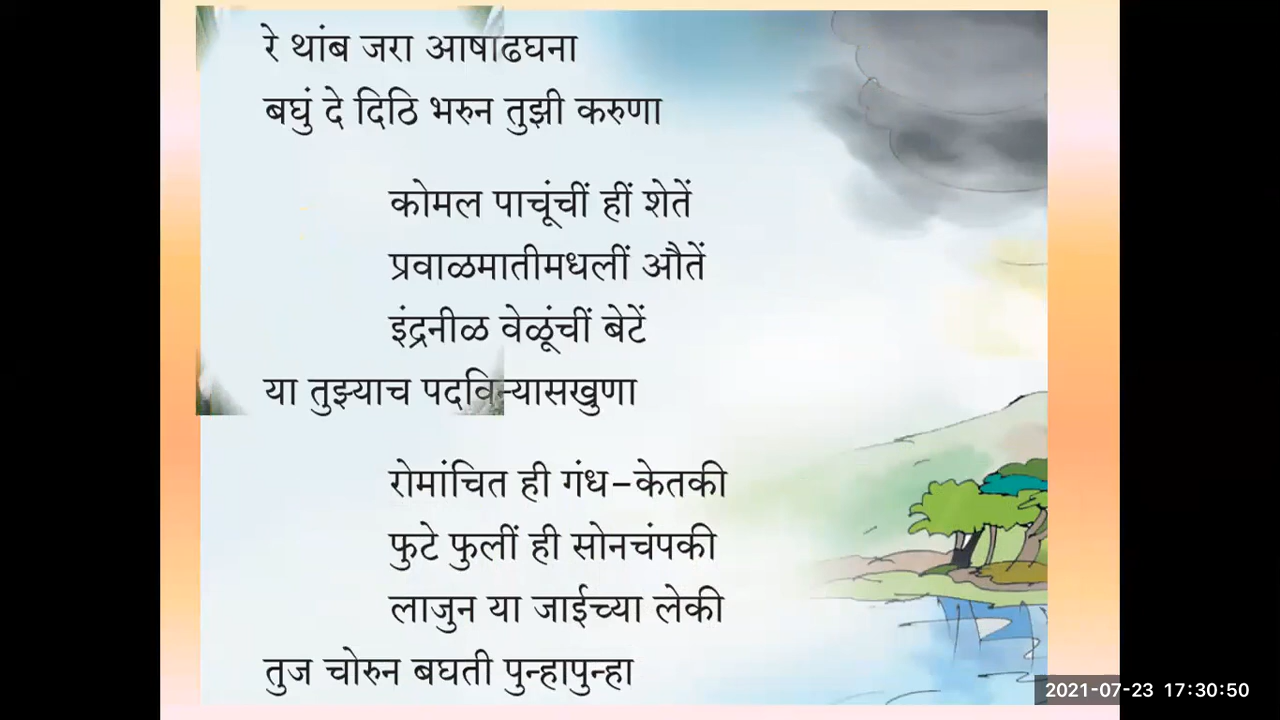 रे थांब जरा आषाढघना
बघुं दे दिठि भरुन तुझी करुणा
कोमल पाचूंचीं हीं शेतें
प्रवाळमातीमधलीं औतें
इंद्रनीळ वेळूंचीं बेटें
या तुझ्याच पदविन्यासखुणा
रोमांचित ही गंध-केतकी
फुटे फुलीं ही सोनचंपकी
लाजुन या जाईच्या लेकी
तुज चोरुन बघती पुन्हापुन्हा
2021-07-23 17:30:50